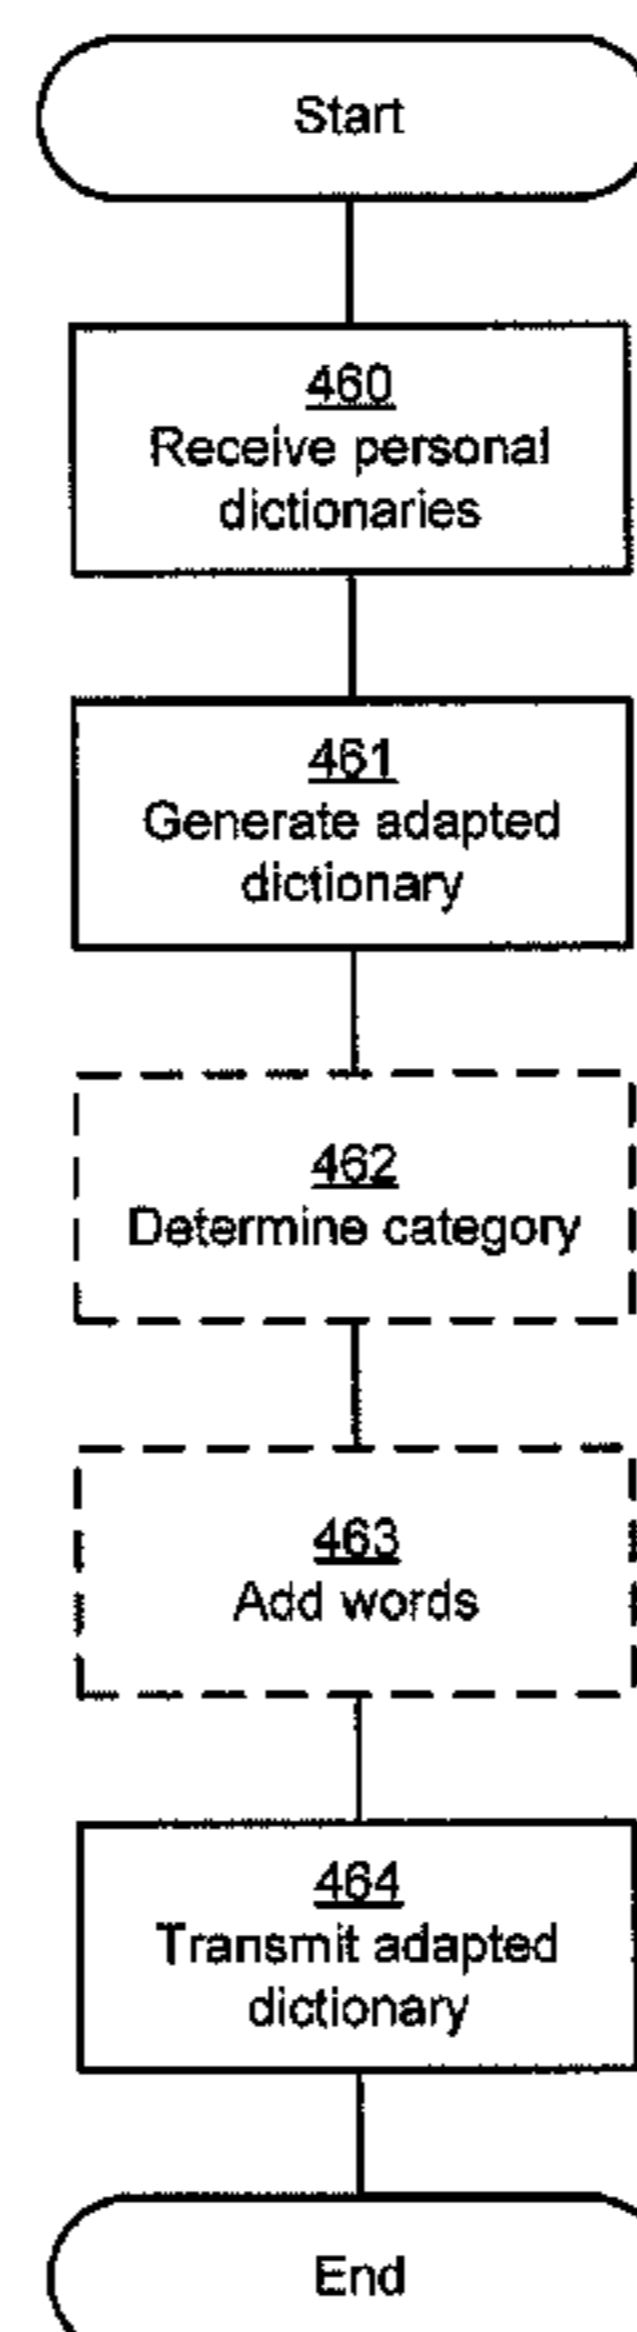 Start
460
Receive personal
dictionaries
461
Generate adapted
dictionary
462
Determine category
463
Add words
464
Transmit adapted
dictionary
End